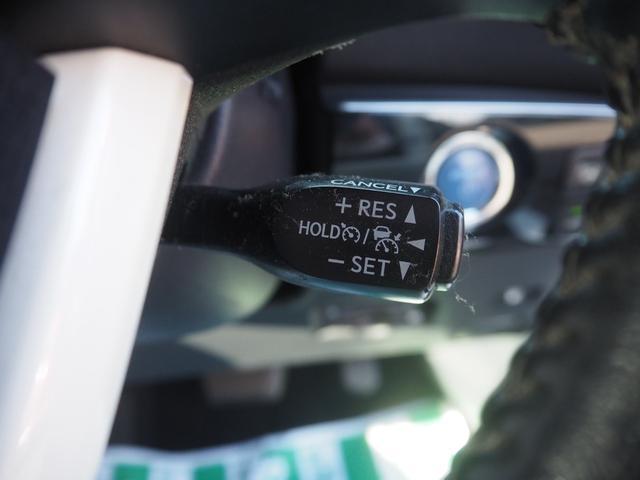 CANCEL▼
+ RES ▲
HOLD /
− SET ▼